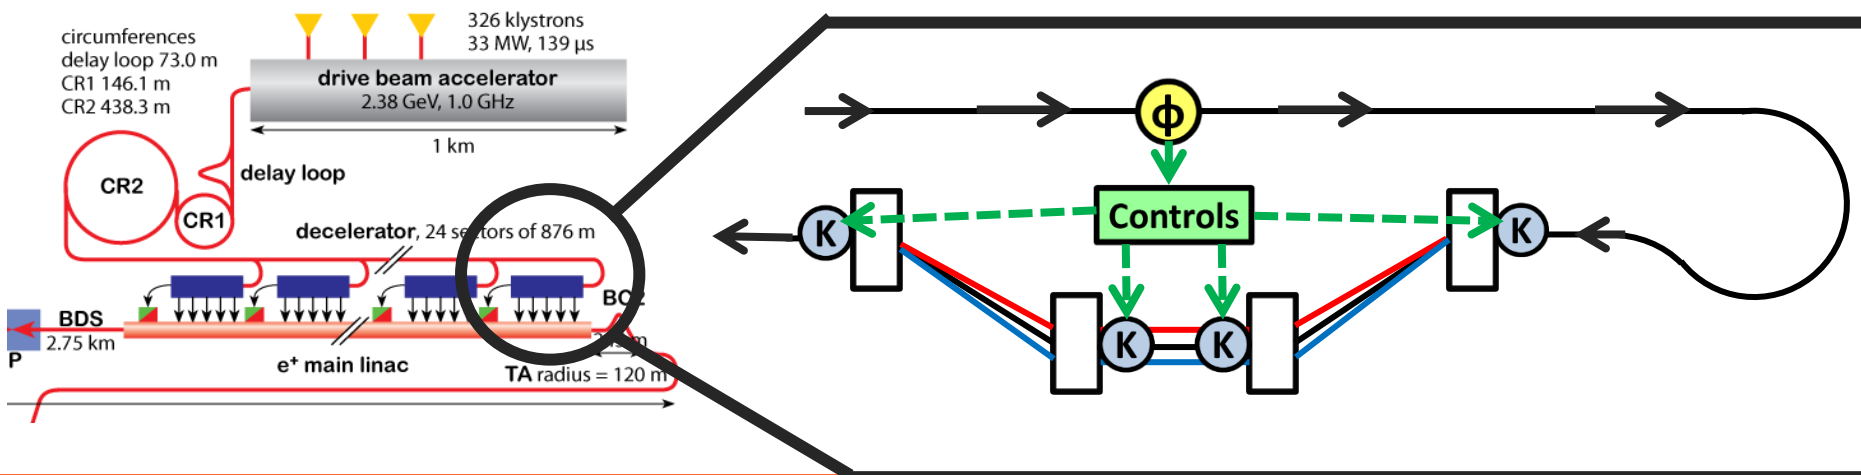 circumferences
delay loop 73.0 m
CR1 146.1 m
CR2 438.3 m
326 klystrons
33 MW, 139 µs
drive beam accelerator
2.38 GeV, 1.0 GHz
1 km
delay loop
CR2
CR1
decelerator, 24 sectors of 876 m
BDS
2.75 km
P
e⁺ main linac
m
TA radius = 120 m
ϕ
Controls
K
K
K
K